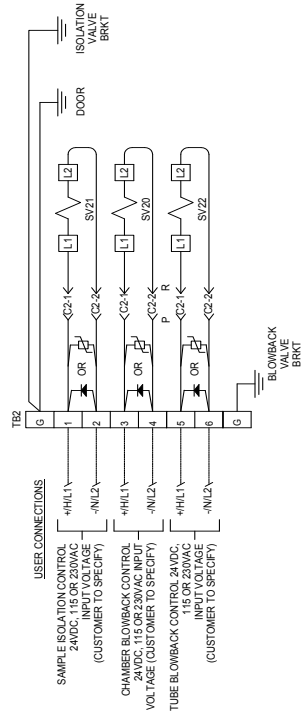 ISOLATION
VALVE
BRKT
DOOR
TB2
G
USER CONNECTIONS
SAMPLE ISOLATION CONTROL
24VDC, 115 OR 230VAC
INPUT VOLTAGE
(CUSTOMER TO SPECIFY)
+/H/L1
1
-/N/L2
2
OR
C2-1
C2-2
L1
L2
SV21
CHAMBER BLOWBACK CONTROL
24VDC, 115 OR 230VAC INPUT
VOLTAGE (CUSTOMER TO SPECIFY)
+/H/L1
3
-/N/L2
4
OR
C2-1
C2-2
P R
L1
L2
SV20
TUBE BLOWBACK CONTROL 24VDC,
115 OR 230VAC
INPUT VOLTAGE
(CUSTOMER TO SPECIFY)
+/H/L1
5
-/N/L2
6
OR
C2-1
C2-2
L1
L2
SV22
G
BLOWBACK
VALVE
BRKT